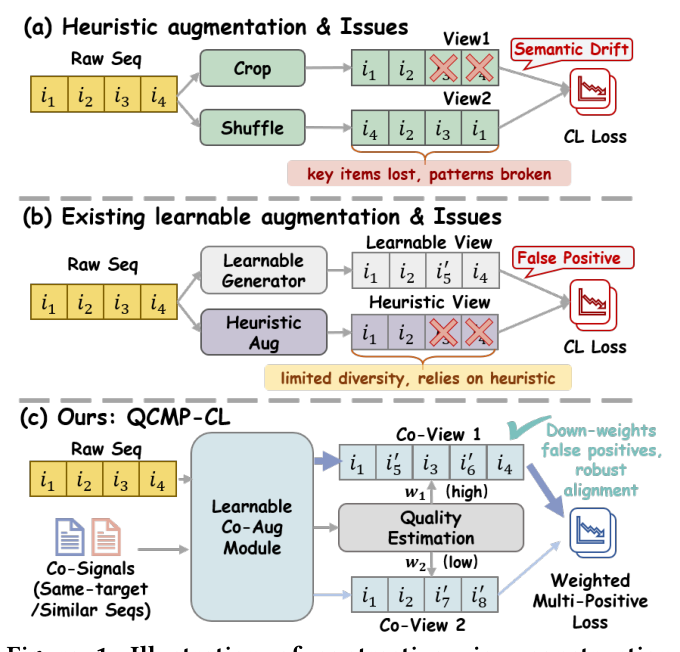 (a) Heuristic augmentation & Issues
Raw Seq
i1 i2 i3 i4
Crop
View1
i1 i2
Shuffle
View2
i4 i2 i3 i1
Semantic Drift
CL Loss
key items lost, patterns broken
(b) Existing learnable augmentation & Issues
Raw Seq
i1 i2 i3 i4
Learnable
Generator
Learnable View
i1 i2 i′5 i4
Heuristic
Aug
Heuristic View
i1 i2
False Positive
CL Loss
limited diversity, relies on heuristic
(c) Ours: QCMP-CL
Raw Seq
i1 i2 i3 i4
Co-Signals
(Same-target
/Similar Seqs)
Learnable
Co-Aug
Module
Co-View 1
i1 i′5 i3 i′6 i4
w1 (high)
Quality
Estimation
w2 (low)
i1 i2 i′7 i′8
Co-View 2
Down-weights
false positives,
robust
alignment
Weighted
Multi-Positive
Loss